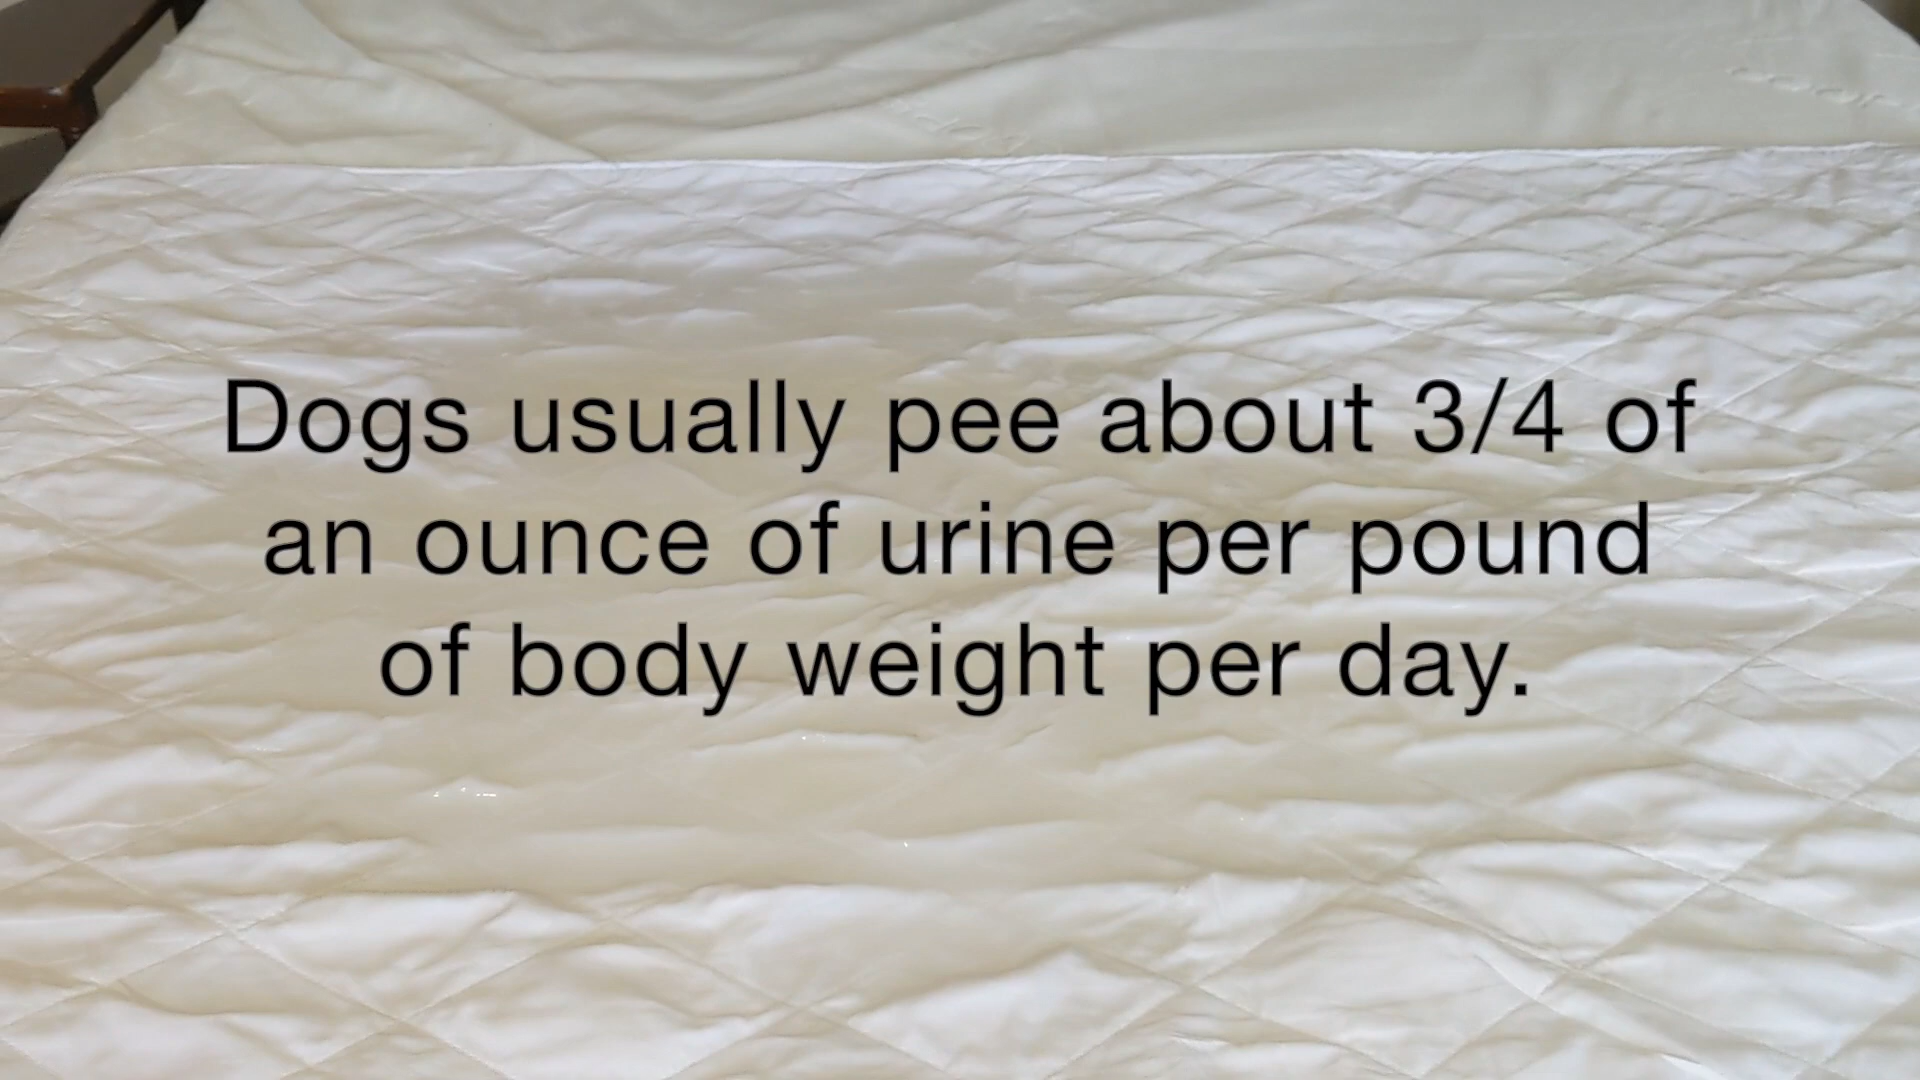 Dogs usually pee about 3/4 of
an ounce of urine per pound
of body weight per day.